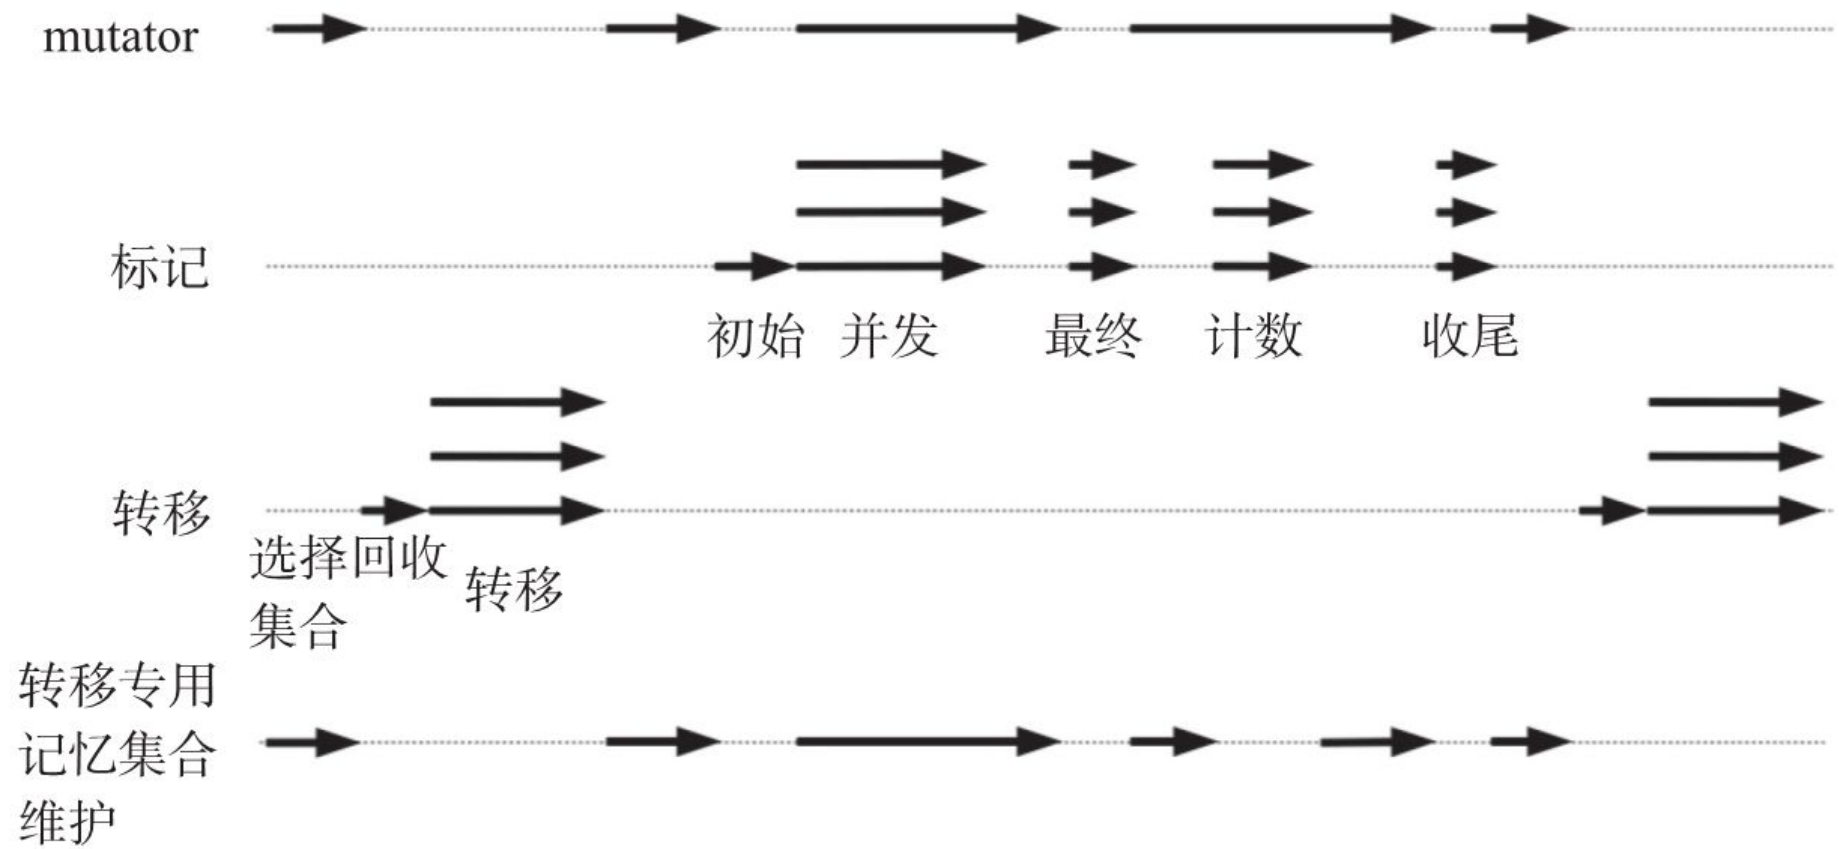 mutator
标记
初始 并发 最终 计数 收尾
转移
选择回收
集合
转移
转移专用
记忆集合
维护